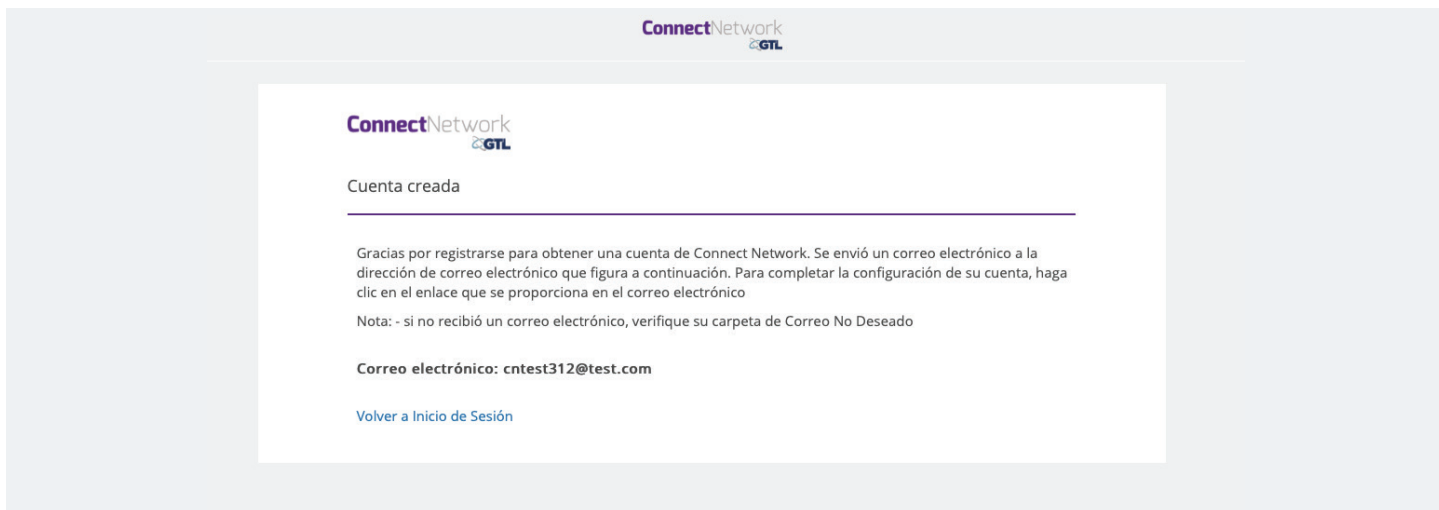 ConnectNetwork
GTL
ConnectNetwork
GTL
Cuenta creada
Gracias por registrarse para obtener una cuenta de Connect Network. Se envió un correo electrónico a la
dirección de correo electrónico que figura a continuación. Para completar la configuración de su cuenta, haga
clic en el enlace que se proporciona en el correo electrónico
Nota: - si no recibió un correo electrónico, verifique su carpeta de Correo No Deseado
Correo electrónico: cntest312@test.com
Volver a Inicio de Sesión